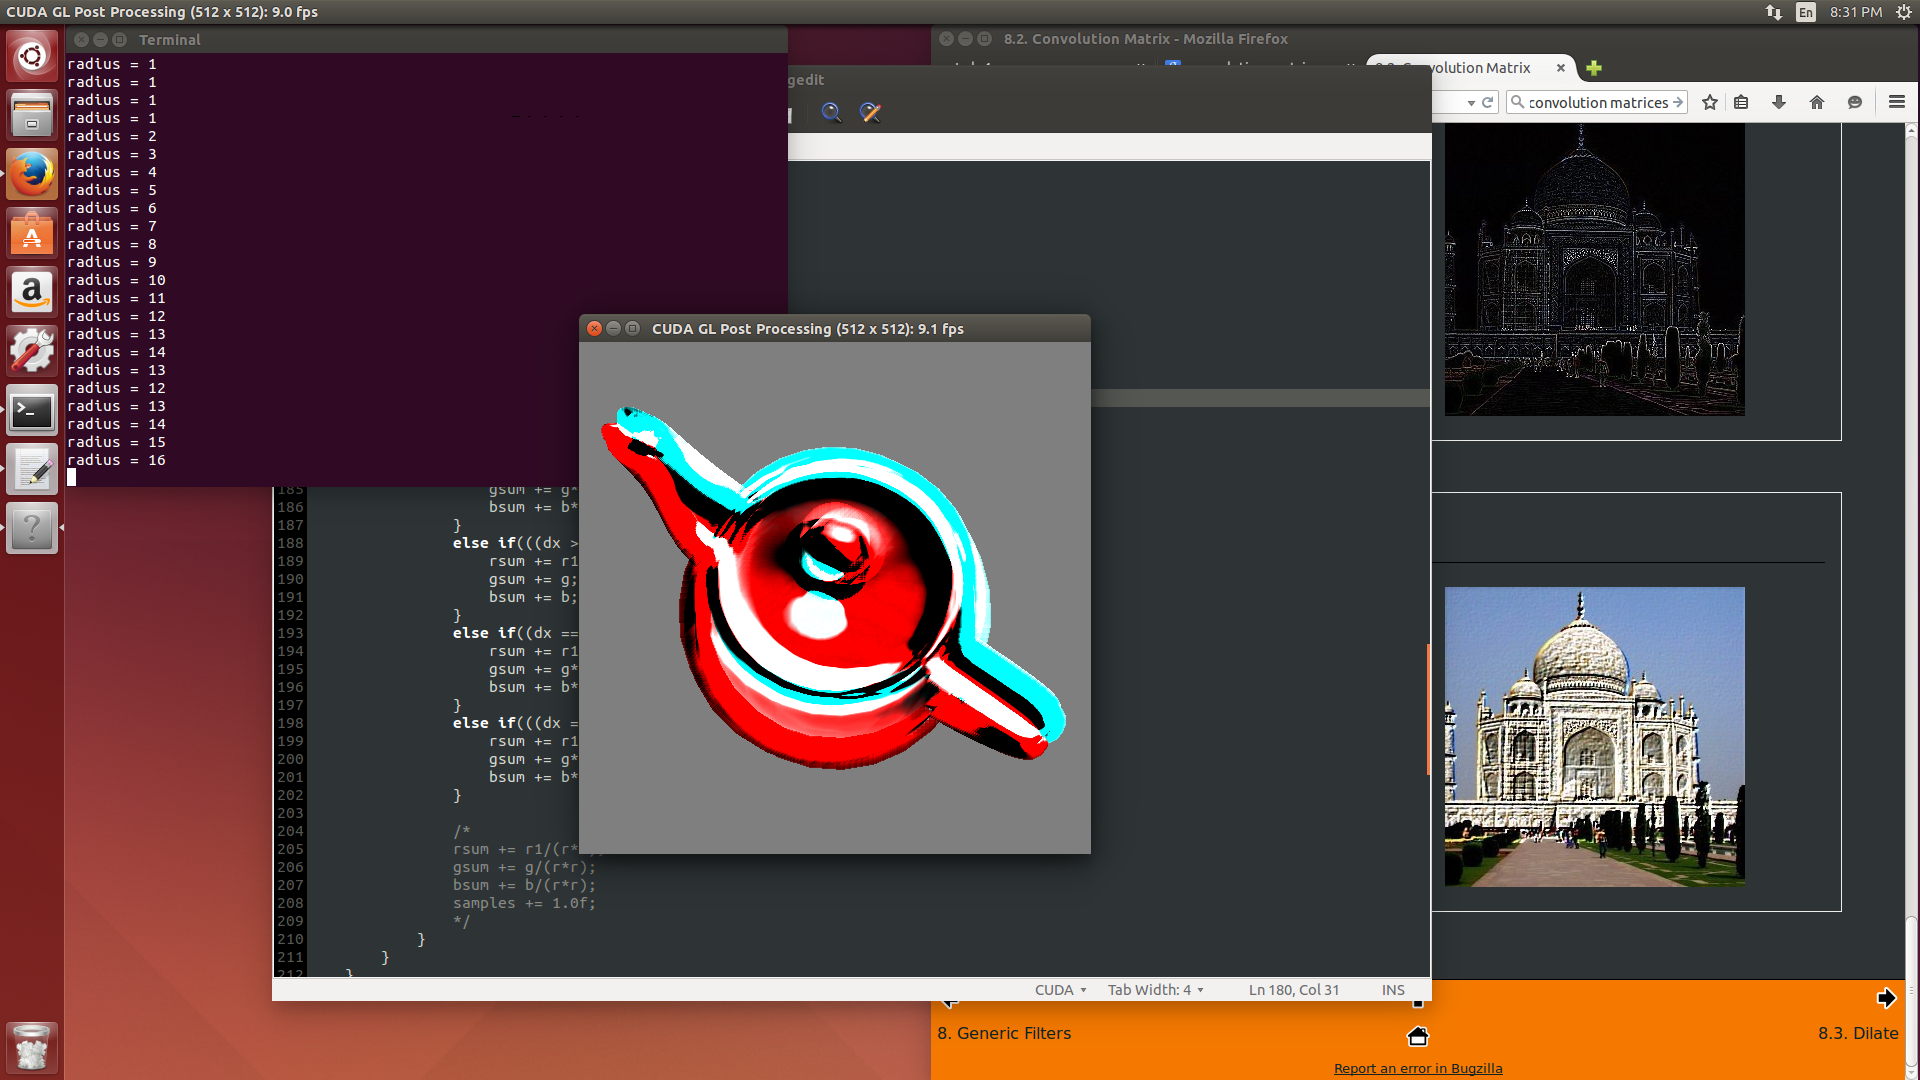 CUDA GL Post Processing (512 x 512): 9.0 fps
En
8:31 PM
Terminal
radius = 1
radius = 1
radius = 1
radius = 1
radius = 2
radius = 3
radius = 4
radius = 5
radius = 6
radius = 7
radius = 8
radius = 9
radius = 10
radius = 11
radius = 12
radius = 13
radius = 14
radius = 13
radius = 12
radius = 13
radius = 14
radius = 15
radius = 16
8.2. Convolution Matrix - Mozilla Firefox
gedit
volution Matrix
convolution matrices
CUDA GL Post Processing (512 x 512): 9.1 fps
185 gsum += g*
186 bsum += b*
187 }
188 else if(((dx >
189 rsum += r1
190 gsum += g;
191 bsum += b;
192 }
193 else if((dx ==
194 rsum += r1
195 gsum += g*
196 bsum += b*
197 }
198 else if(((dx =
199 rsum += r1
200 gsum += g*
201 bsum += b*
202 }
203
204 /*
205 rsum += r1/(r*
206 gsum += g/(r*r);
207 bsum += b/(r*r);
208 samples += 1.0f;
209 */
210 }
211 }
212 }
CUDA
Tab Width: 4
Ln 180, Col 31
INS
8. Generic Filters
8.3. Dilate
Report an error in Bugzilla